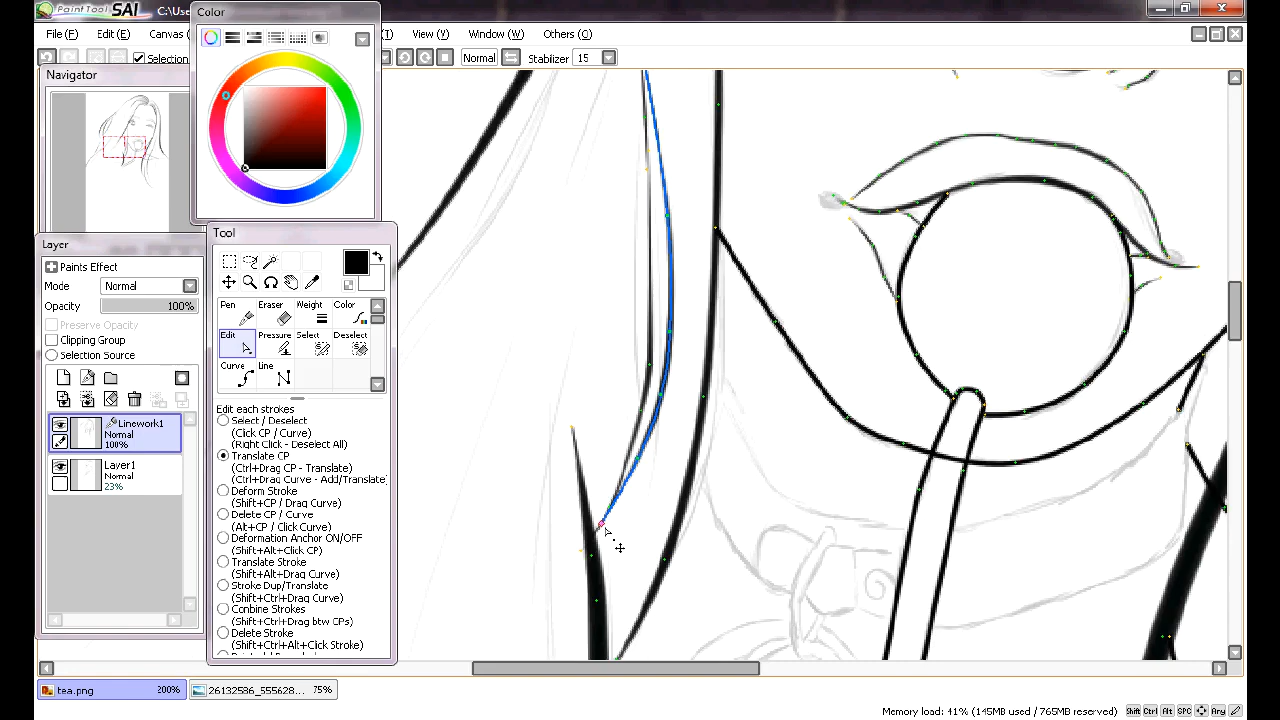 PaintTool SAI C:\Use
File (F) Edit (E) Canvas (T) View (V) Window (W) Others (C)
Selection Normal Stabilizer 15
Color
Navigator
Tool
Layer
Paints Effect
Mode Normal
Opacity 100%
Preserve Opacity
Clipping Group
Selection Source
Linework1
Normal
100%
Layer1
Normal
23%
Pen Eraser Weight Color
Edit Pressure Select Deselect
Curve Line
Edit each strokes
Select / Deselect
(Click CP / Curve)
(Right Click - Deselect All)
Translate CP
(Ctrl+Drag CP - Translate)
(Ctrl+Drag Curve - Add/Translate
Deform Stroke
(Shift+CP / Drag Curve)
Delete CP / Curve
(Alt+CP / Click Curve)
Deformation Anchor ON/OFF
(Shift+Alt+Click CP)
Translate Stroke
(Shift+Alt+Drag Curve)
Stroke Dup/Translate
(Shift+Ctrl+Drag Curve)
Combine Strokes
(Shift+Ctrl+Drag btw CPs)
Delete Stroke
(Shift+Ctrl+Alt+Click Stroke)
tea.png 200% 26132586_555628... 75%
Memory load: 41% (145MB used / 765MB reserved) Shift Ctrl Alt SPC Any